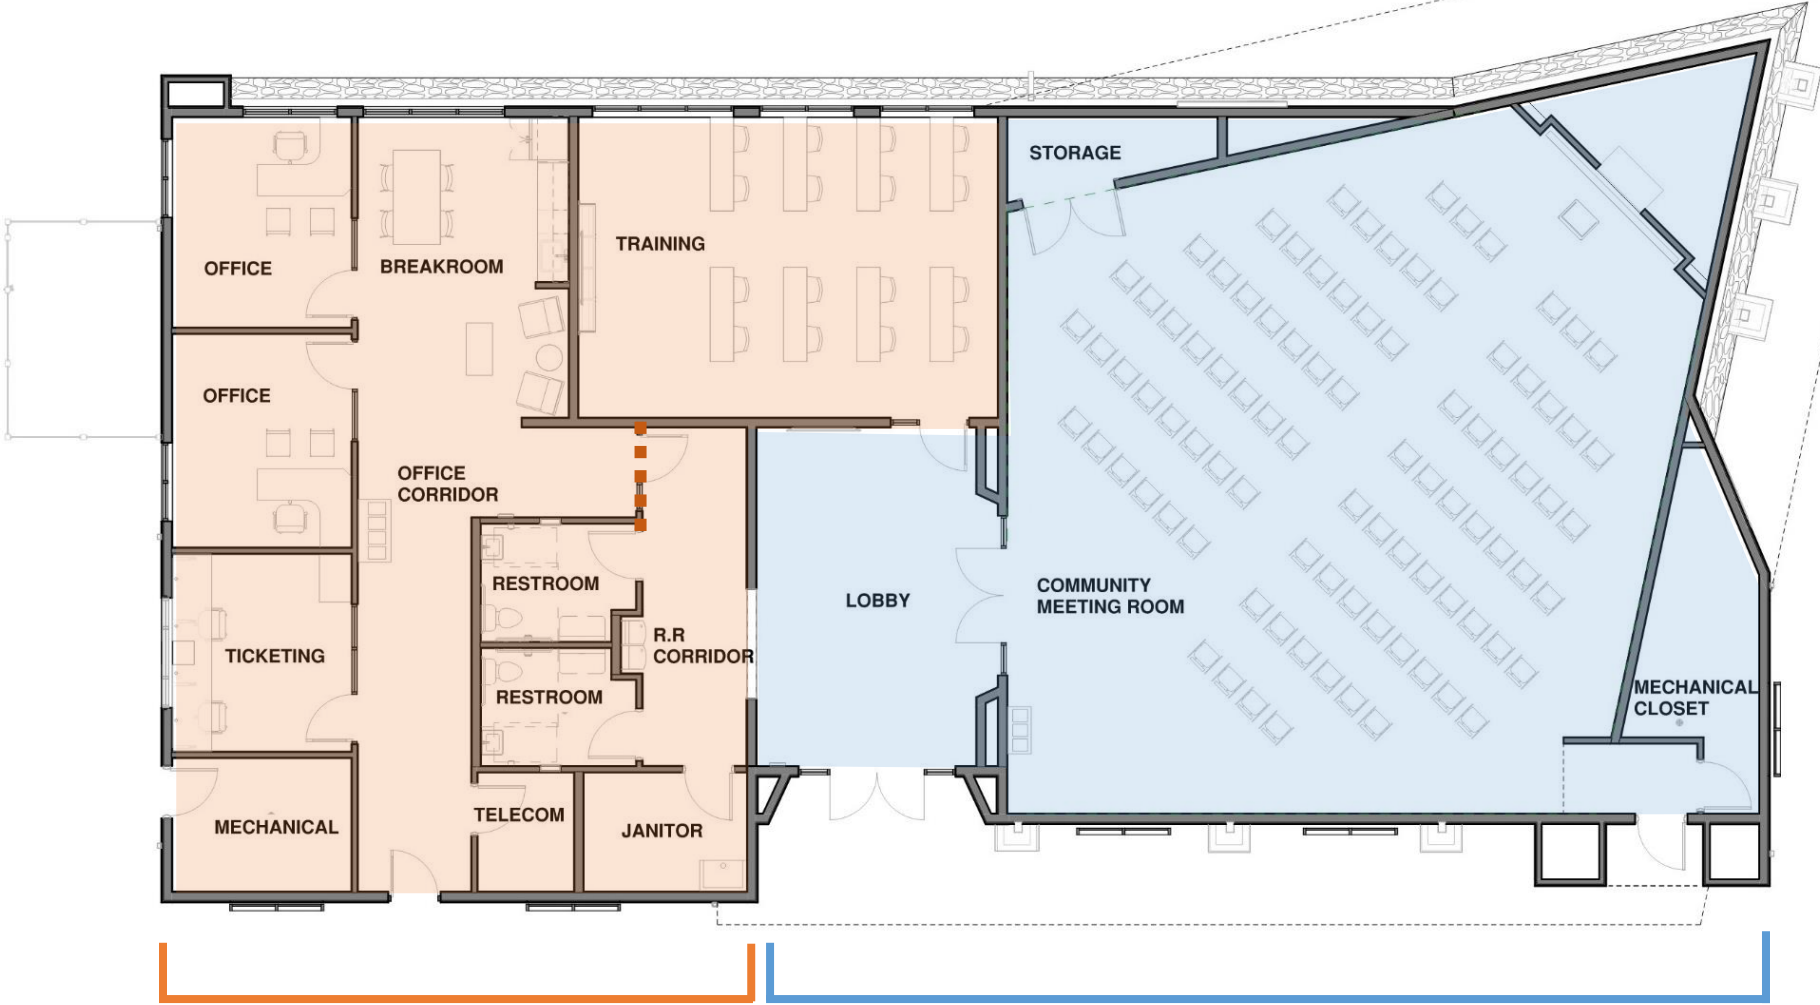 STORAGE
TRAINING
OFFICE
BREAKROOM
OFFICE
OFFICE
CORRIDOR
RESTROOM
COMMUNITY
MEETING ROOM
LOBBY
R.R
CORRIDOR
TICKETING
RESTROOM
MECHANICAL
CLOSET
TELECOM
MECHANICAL
JANITOR